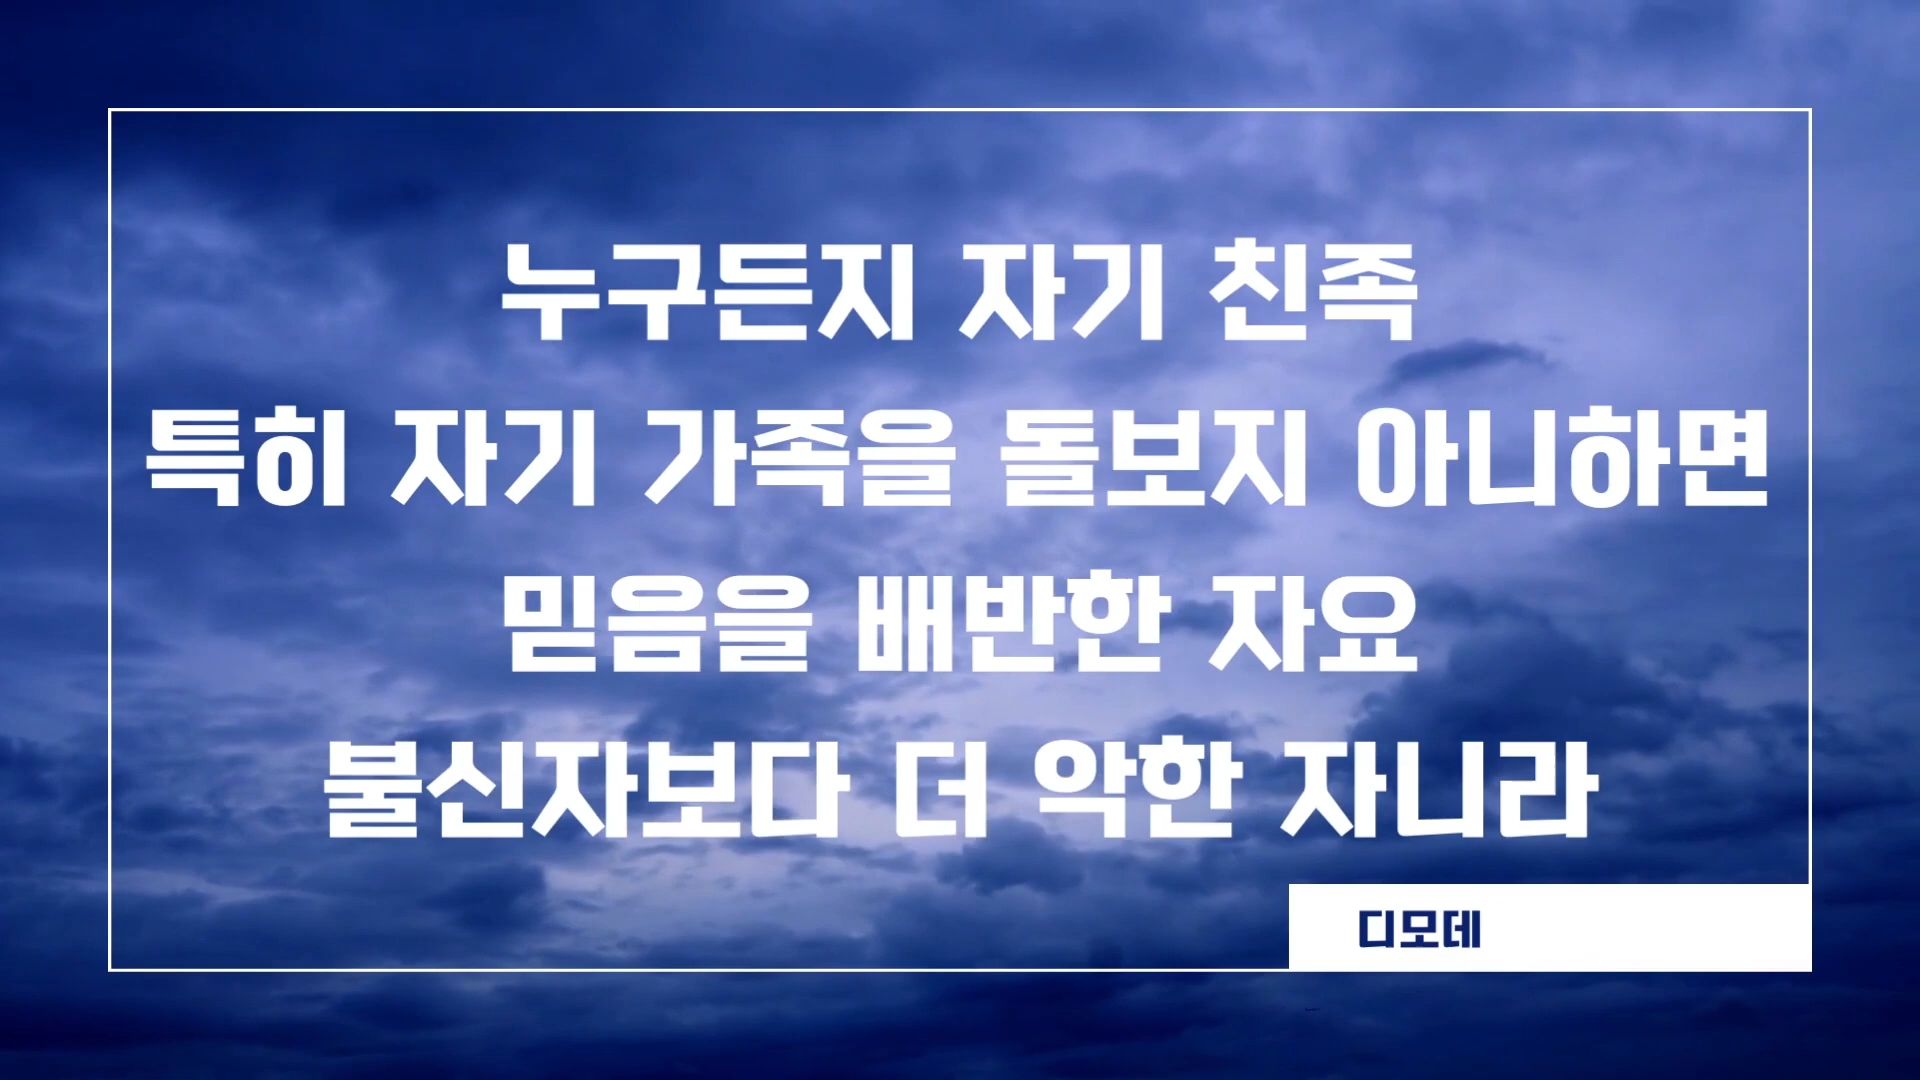 누구든지 자기 친족
특히 자기 가족을 돌보지 아니하면
믿음을 배반한 자요
불신자보다 더 악한 자니라
디모데